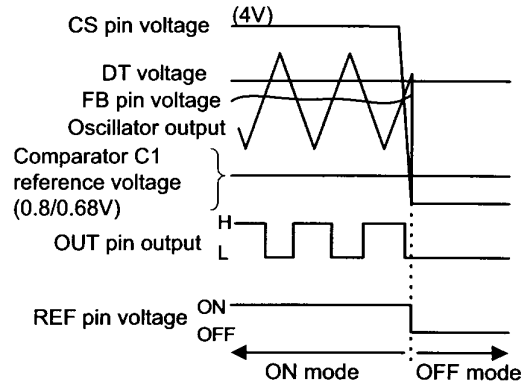 (4V)
CS pin voltage
DT voltage
FB pin voltage
Oscillator output
Comparator C1
reference voltage
(0.8/0.68V)
H
OUT pin output
L
ON
REF pin voltage
OFF
ON mode
OFF mode